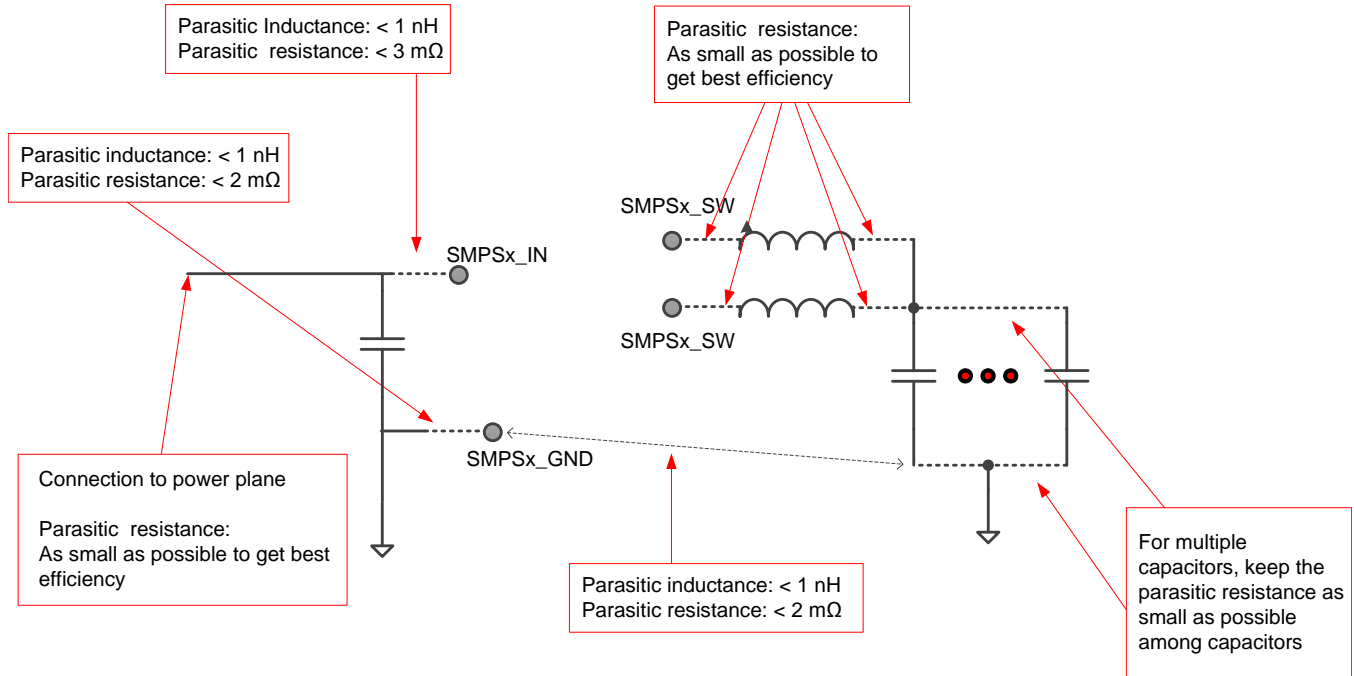 Parasitic Inductance: < 1 nH
Parasitic resistance: < 3 mΩ
Parasitic resistance:
As small as possible to
get best efficiency
Parasitic inductance: < 1 nH
Parasitic resistance: < 2 mΩ
SMPSx_SW
SMPSx_IN
SMPSx_SW
SMPSx_GND
Connection to power plane
Parasitic resistance:
As small as possible to get best
efficiency
Parasitic inductance: < 1 nH
Parasitic resistance: < 2 mΩ
For multiple
capacitors, keep the
parasitic resistance as
small as possible
among capacitors